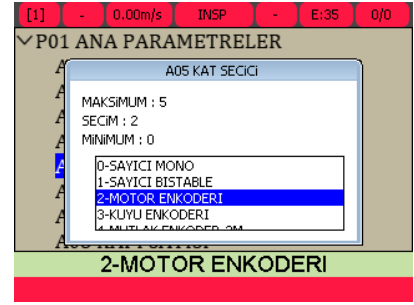 [1] - 0.00m/s INSP - E:35 0/0
P01 ANA PARAMETRELER
A05 KAT SECiCi
MAKSiMUM : 5
SECiM : 2
MiNiMUM : 0
0-SAYICI MONO
1-SAYICI BISTABLE
2-MOTOR ENKODERI
3-KUYU ENKODERI
2-MOTOR ENKODERI